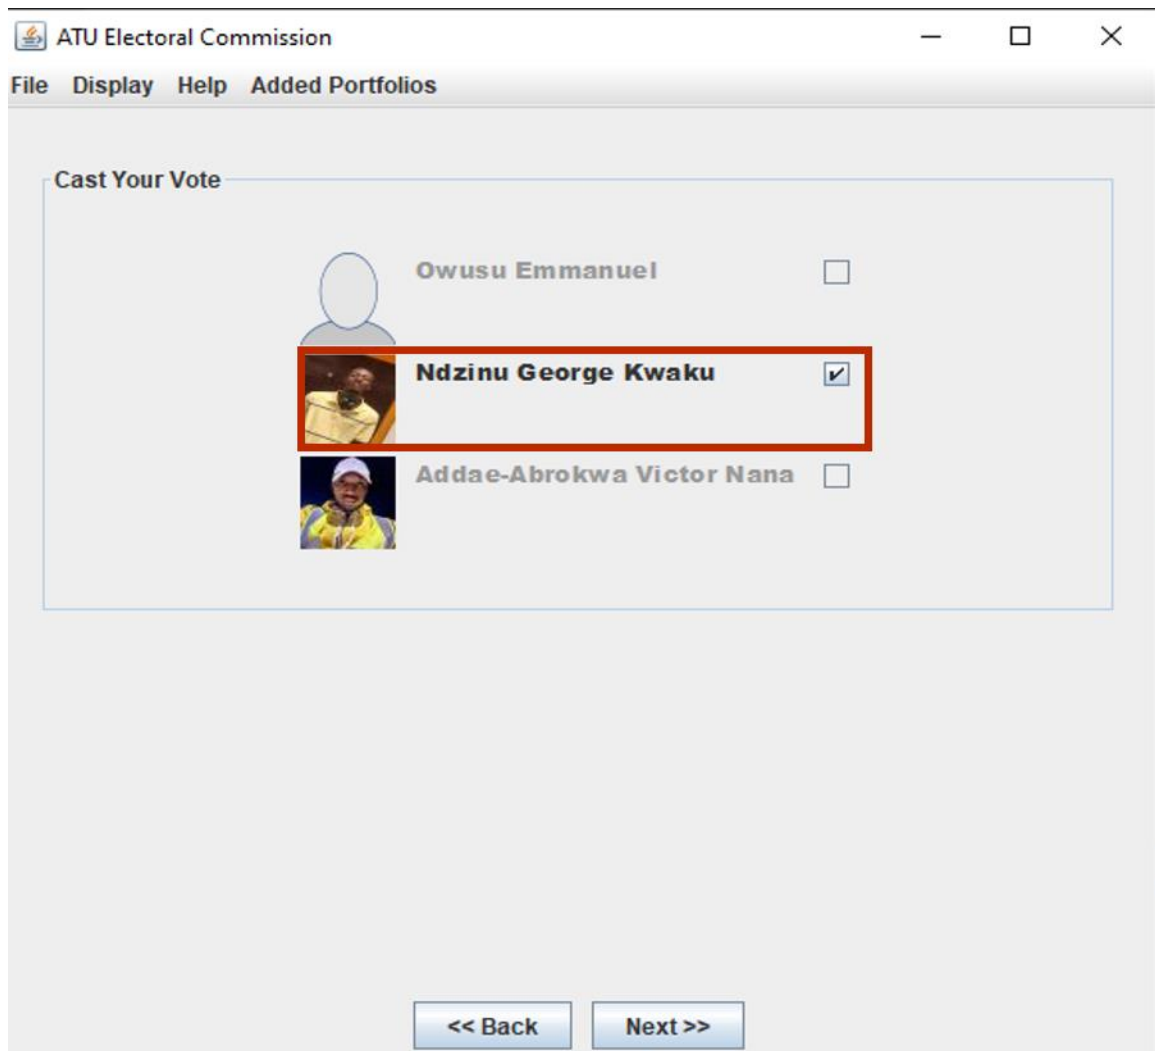 ATU Electoral Commission
File Display Help Added Portfolios
Cast Your Vote
Owusu Emmanuel
Ndzinu George Kwaku
Addae-Abrokwa Victor Nana
<< Back Next >>